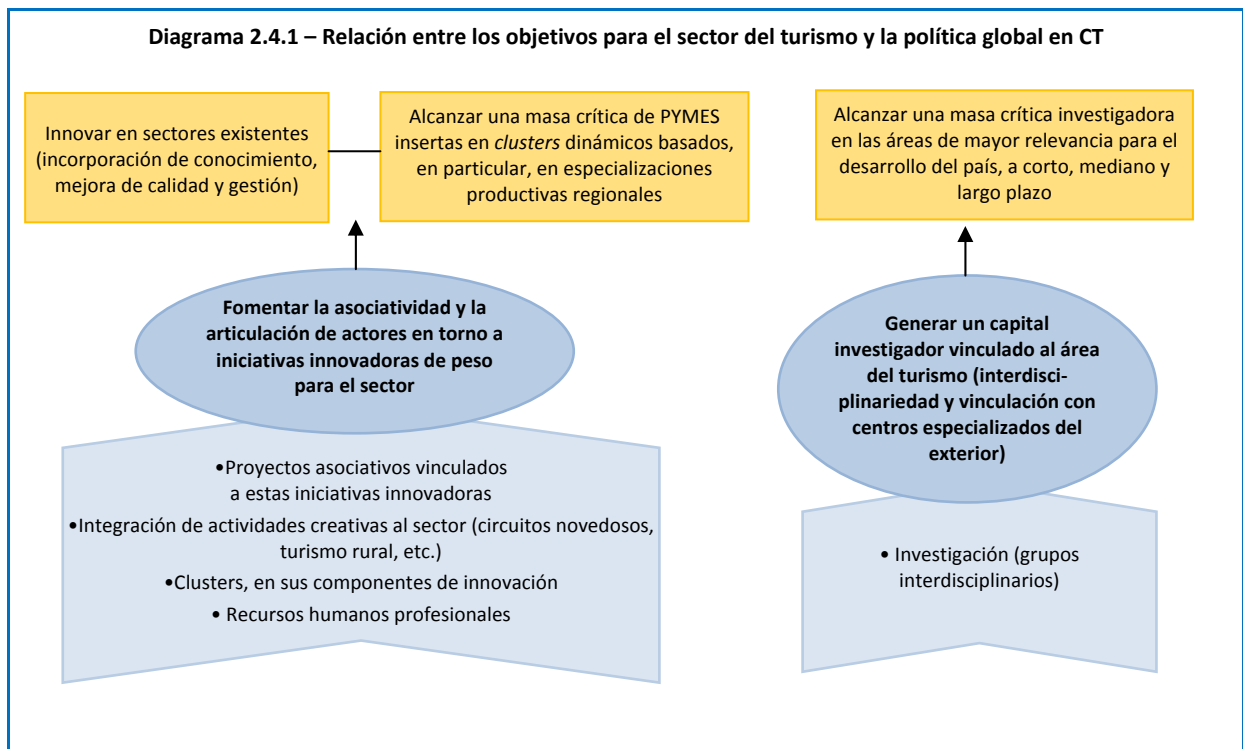 Diagrama 2.4.1 – Relación entre los objetivos para el sector del turismo y la política global en CT
Innovar en sectores existentes
(incorporación de conocimiento,
mejora de calidad y gestión)
Alcanzar una masa crítica de PYMES
insertas en clusters dinámicos basados,
en particular, en especializaciones
productivas regionales
Alcanzar una masa crítica investigadora
en las áreas de mayor relevancia para el
desarrollo del país, a corto, mediano y
largo plazo
Fomentar la asociatividad y la
articulación de actores en torno a
iniciativas innovadoras de peso
para el sector
Generar un capital
investigador vinculado al área
del turismo (interdisci-
plinariedad y vinculación con
centros especializados del
exterior)
•Proyectos asociativos vinculados
a estas iniciativas innovadoras
•Integración de actividades creativas al sector (circuitos novedosos,
turismo rural, etc.)
•Clusters, en sus componentes de innovación
• Recursos humanos profesionales
• Investigación (grupos
interdisciplinarios)